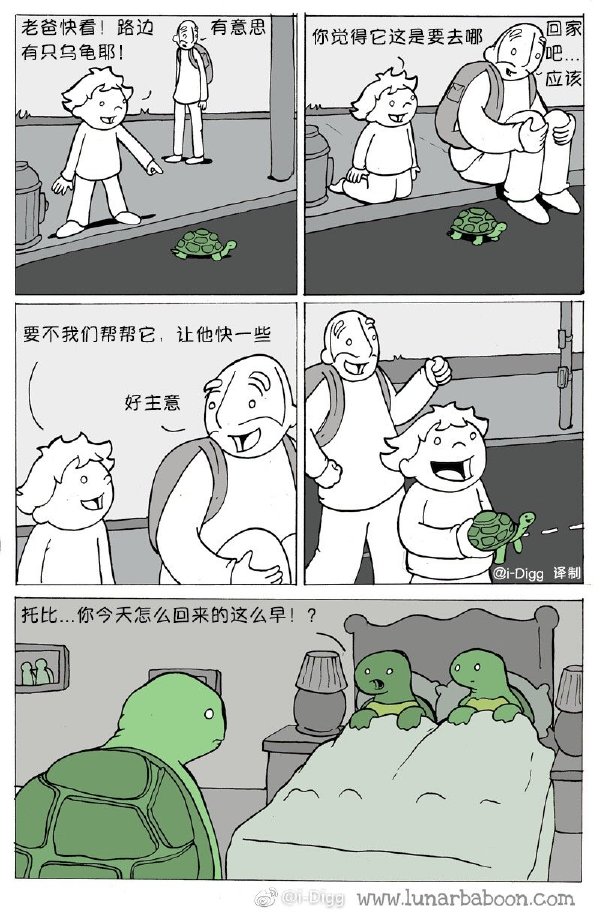 老爸快看！路边
有只乌龟耶！
有意思
你觉得它这是要去哪
回家
吧...
应该
要不我们帮帮它，让他快一些
好主意
@i-Digg 译制
托比...你今天怎么回来的这么早！？
@i-Digg
www.lunarbaboon.com